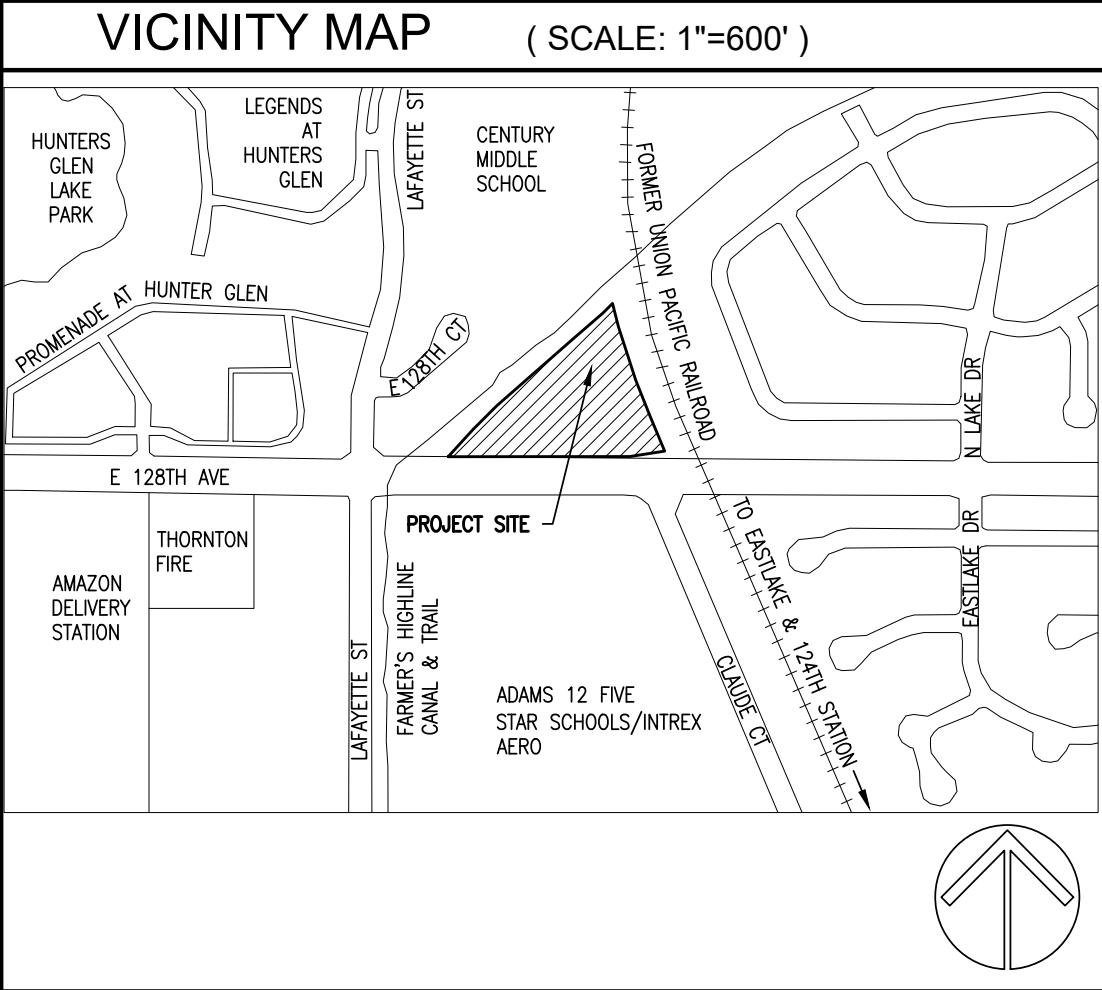 VICINITY MAP ( SCALE: 1"=600' )
HUNTERS
GLEN
LAKE
PARK
LEGENDS
AT
HUNTERS
GLEN
LAFAYETTE ST
CENTURY
MIDDLE
SCHOOL
FORMER UNION PACIFIC RAILROAD
PROMENADE AT HUNTER GLEN
E 128TH CT
N LAKE DR
E 128TH AVE
PROJECT SITE
THORNTON
FIRE
AMAZON
DELIVERY
STATION
LAFAYETTE ST
FARMER'S HIGHLINE
CANAL & TRAIL
ADAMS 12 FIVE
STAR SCHOOLS/INTREX
AERO
CLAUDE CT
TO EASTLAKE & 124TH STATION
EASTLAKE DR